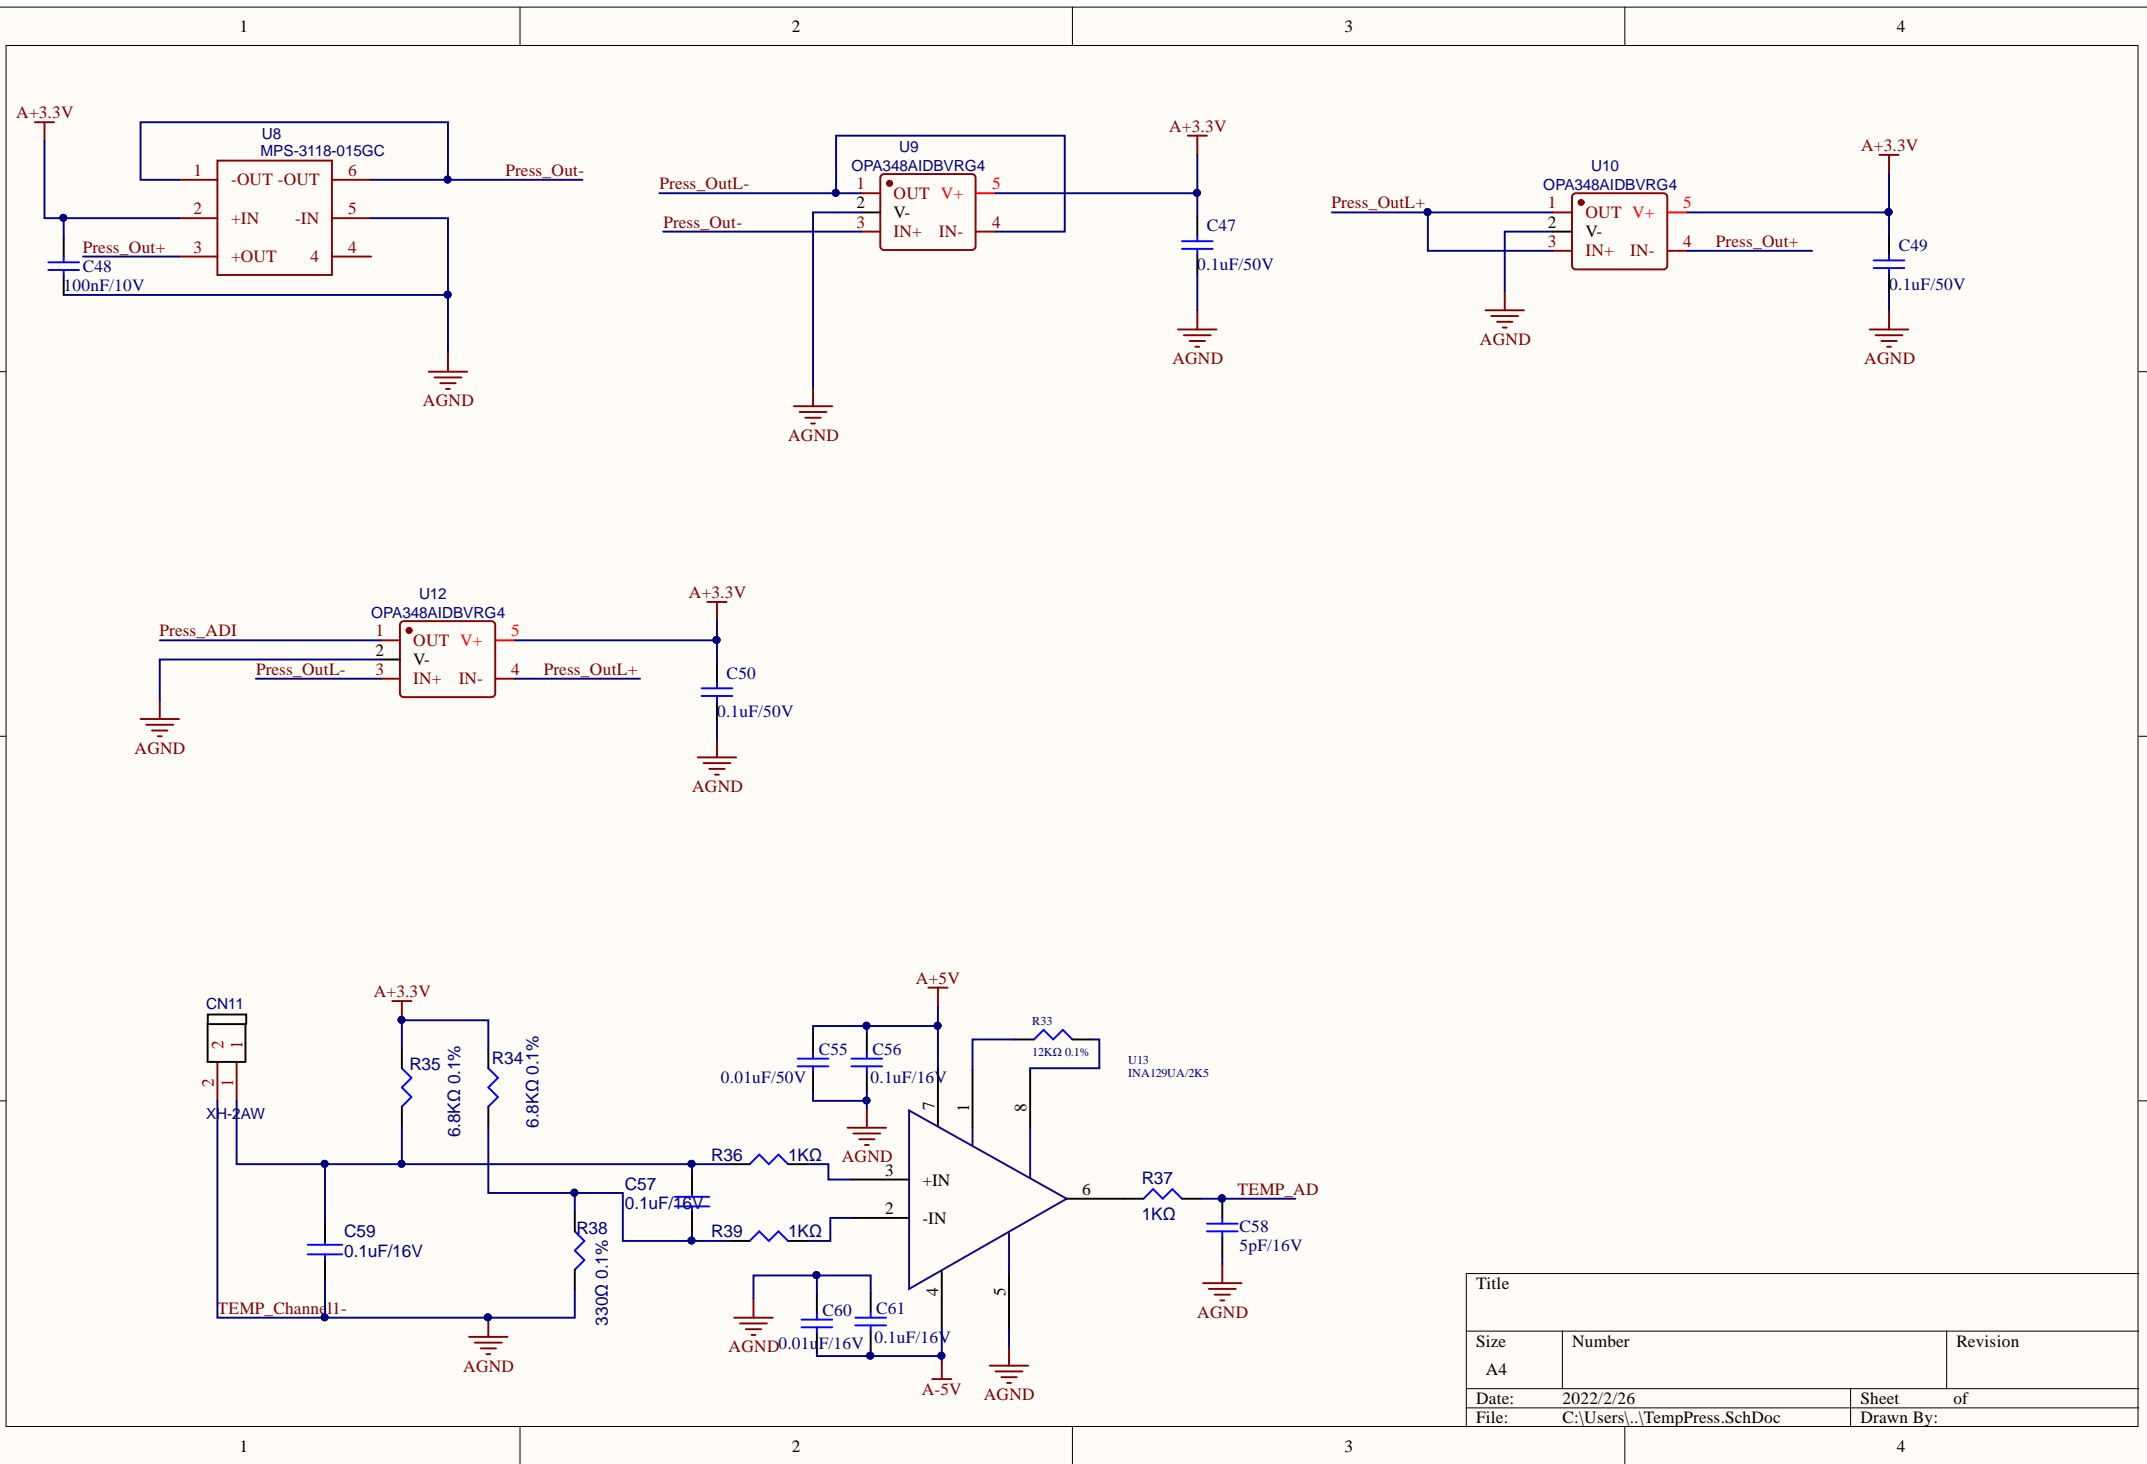 1 2 3 4
A+3.3V
U8
MPS-3118-015GC
1 -OUT -OUT 6 Press_Out-
2 +IN -IN 5
Press_Out+ 3 +OUT 4 4
C48
100nF/10V
AGND
A+3.3V
U9
OPA348AIDBVRG4
Press_OutL- 1 OUT V+ 5
2 V-
Press_Out- 3 IN+ IN- 4
C47
0.1uF/50V
AGND
AGND
A+3.3V
U10
OPA348AIDBVRG4
Press_OutL+ 1 OUT V+ 5
2 V-
3 IN+ IN- 4 Press_Out+
C49
0.1uF/50V
AGND
AGND
A+3.3V
U12
OPA348AIDBVRG4
Press_ADI 1 OUT V+ 5
2 V-
Press_OutL- 3 IN+ IN- 4 Press_OutL+
C50
0.1uF/50V
AGND
AGND
CN11
2 1
2 1
XH-2AW
A+3.3V
R35
6.8KΩ 0.1%
R34
6.8KΩ 0.1%
C59
0.1uF/16V
TEMP_Channel1-
AGND
R38
330Ω 0.1%
C57
0.1uF/16V
R36 1KΩ
R39 1KΩ
A+5V
C55
0.01uF/50V
C56
0.1uF/16V
AGND
R33
12KΩ 0.1%
U13
INA129UA/2K5
7 1 8
3 +IN
2 -IN
6
4 5
R37
1KΩ
TEMP_AD
C58
5pF/16V
AGND
C60
0.01uF/16V
C61
0.1uF/16V
AGND
A-5V
AGND
Title
Size Number Revision
A4
Date: 2022/2/26 Sheet of
File: C:\Users\..\TempPress.SchDoc Drawn By:
1 2 3 4